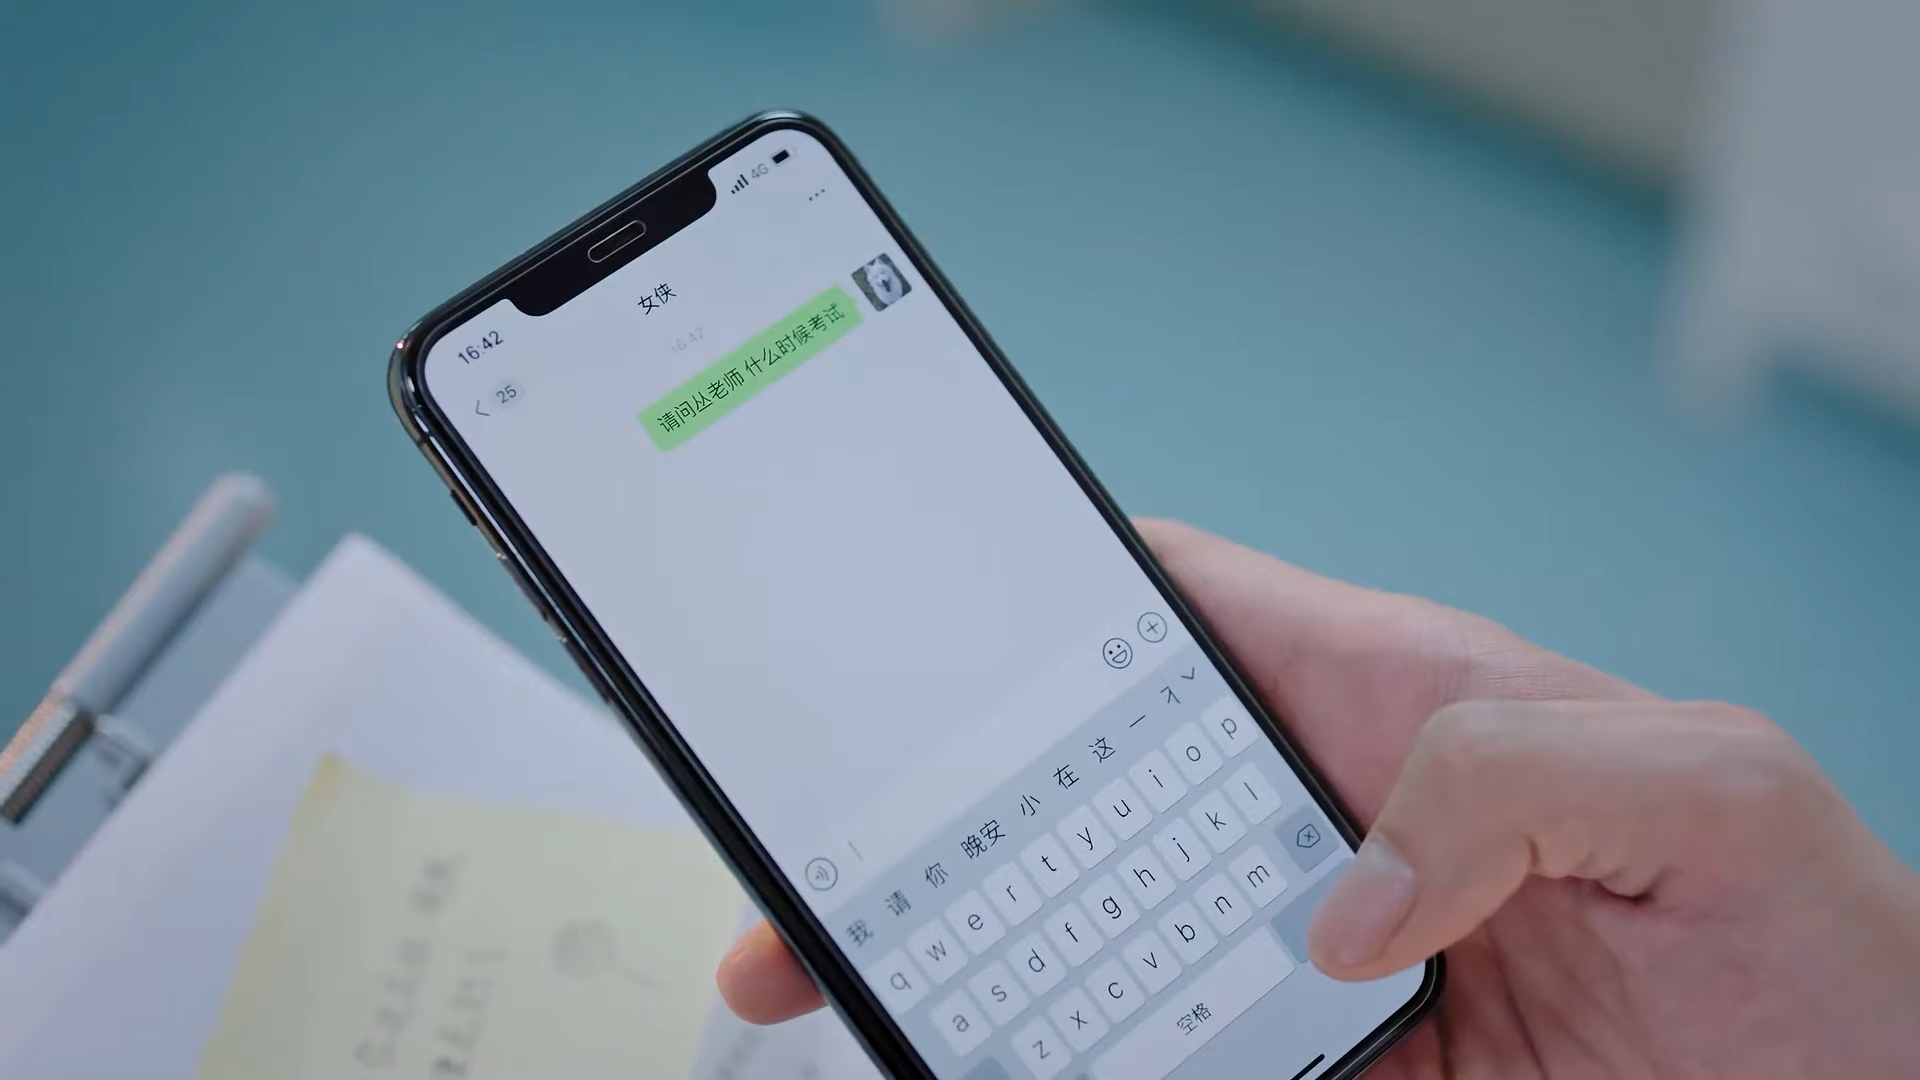 4G
16:42
女侠
25
16:42
请问丛老师 什么时候考试
我 请 你 晚安 小 在 这 一
q w e r t y u i o p
a s d f g h j k l
z x c v b n m
空格